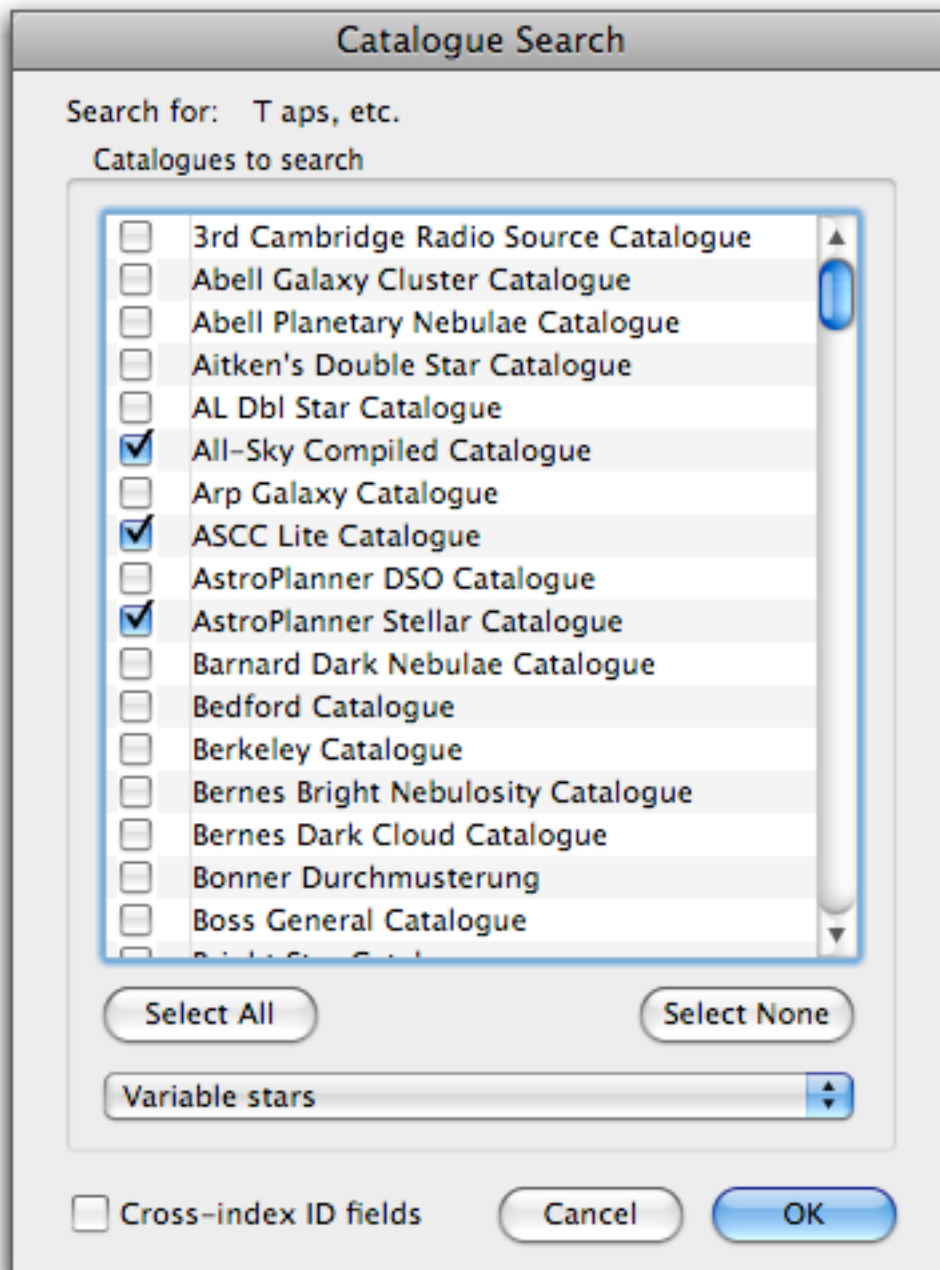 Catalogue Search
Search for: T aps, etc.
Catalogues to search
3rd Cambridge Radio Source Catalogue
Abell Galaxy Cluster Catalogue
Abell Planetary Nebulae Catalogue
Aitken's Double Star Catalogue
AL Dbl Star Catalogue
All-Sky Compiled Catalogue
Arp Galaxy Catalogue
ASCC Lite Catalogue
AstroPlanner DSO Catalogue
AstroPlanner Stellar Catalogue
Barnard Dark Nebulae Catalogue
Bedford Catalogue
Berkeley Catalogue
Bernes Bright Nebulosity Catalogue
Bernes Dark Cloud Catalogue
Bonner Durchmusterung
Boss General Catalogue
Select All Select None
Variable stars
Cross-index ID fields Cancel OK